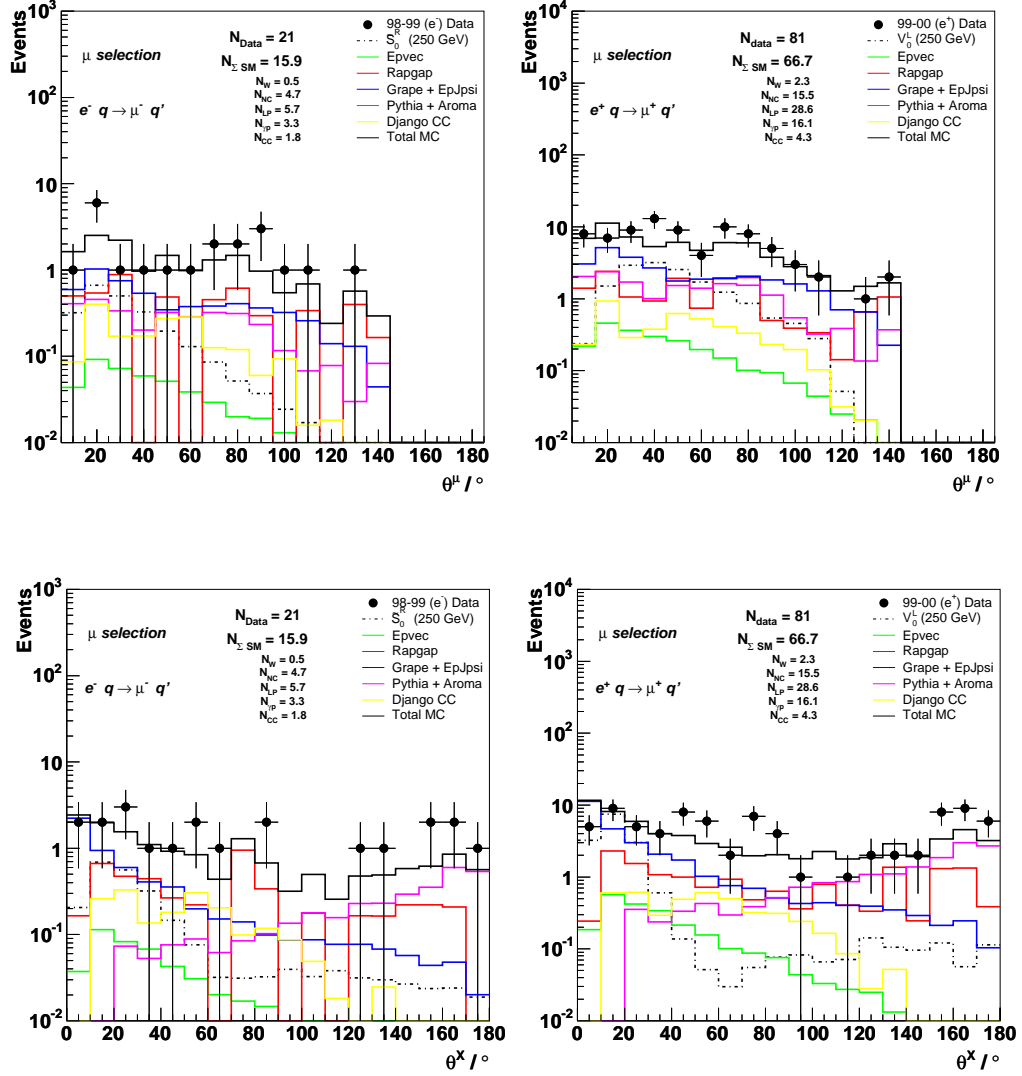 Events
10³
10²
10
1
10⁻¹
10⁻²
μ selection
e⁻ q → μ⁻ q'
N_Data = 21
N_Σ SM = 15.9
N_W = 0.5
N_NC = 4.7
N_LP = 5.7
N_γp = 3.3
N_CC = 1.8
98-99 (e⁻) Data
S₀ᴿ (250 GeV)
Epvec
Rapgap
Grape + EpJpsi
Pythia + Aroma
Django CC
Total MC
20 40 60 80 100 120 140 160 180
θ^μ / °
Events
10⁴
10³
10²
10
1
10⁻¹
10⁻²
μ selection
e⁺ q → μ⁺ q'
N_data = 81
N_Σ SM = 66.7
N_W = 2.3
N_NC = 15.5
N_LP = 28.6
N_γp = 16.1
N_CC = 4.3
99-00 (e⁺) Data
V₀ᴸ (250 GeV)
Epvec
Rapgap
Grape + EpJpsi
Pythia + Aroma
Django CC
Total MC
20 40 60 80 100 120 140 160 180
θ^μ / °
Events
10³
10²
10
1
10⁻¹
10⁻²
μ selection
e⁻ q → μ⁻ q'
N_Data = 21
N_Σ SM = 15.9
N_W = 0.5
N_NC = 4.7
N_LP = 5.7
N_γp = 3.3
N_CC = 1.8
98-99 (e⁻) Data
S₀ᴿ (250 GeV)
Epvec
Rapgap
Grape + EpJpsi
Pythia + Aroma
Django CC
Total MC
0 20 40 60 80 100 120 140 160 180
θ^X / °
Events
10⁴
10³
10²
10
1
10⁻¹
10⁻²
μ selection
e⁺ q → μ⁺ q'
N_data = 81
N_Σ SM = 66.7
N_W = 2.3
N_NC = 15.5
N_LP = 28.6
N_γp = 16.1
N_CC = 4.3
99-00 (e⁺) Data
V₀ᴸ (250 GeV)
Epvec
Rapgap
Grape + EpJpsi
Pythia + Aroma
Django CC
Total MC
0 20 40 60 80 100 120 140 160 180
θ^X / °